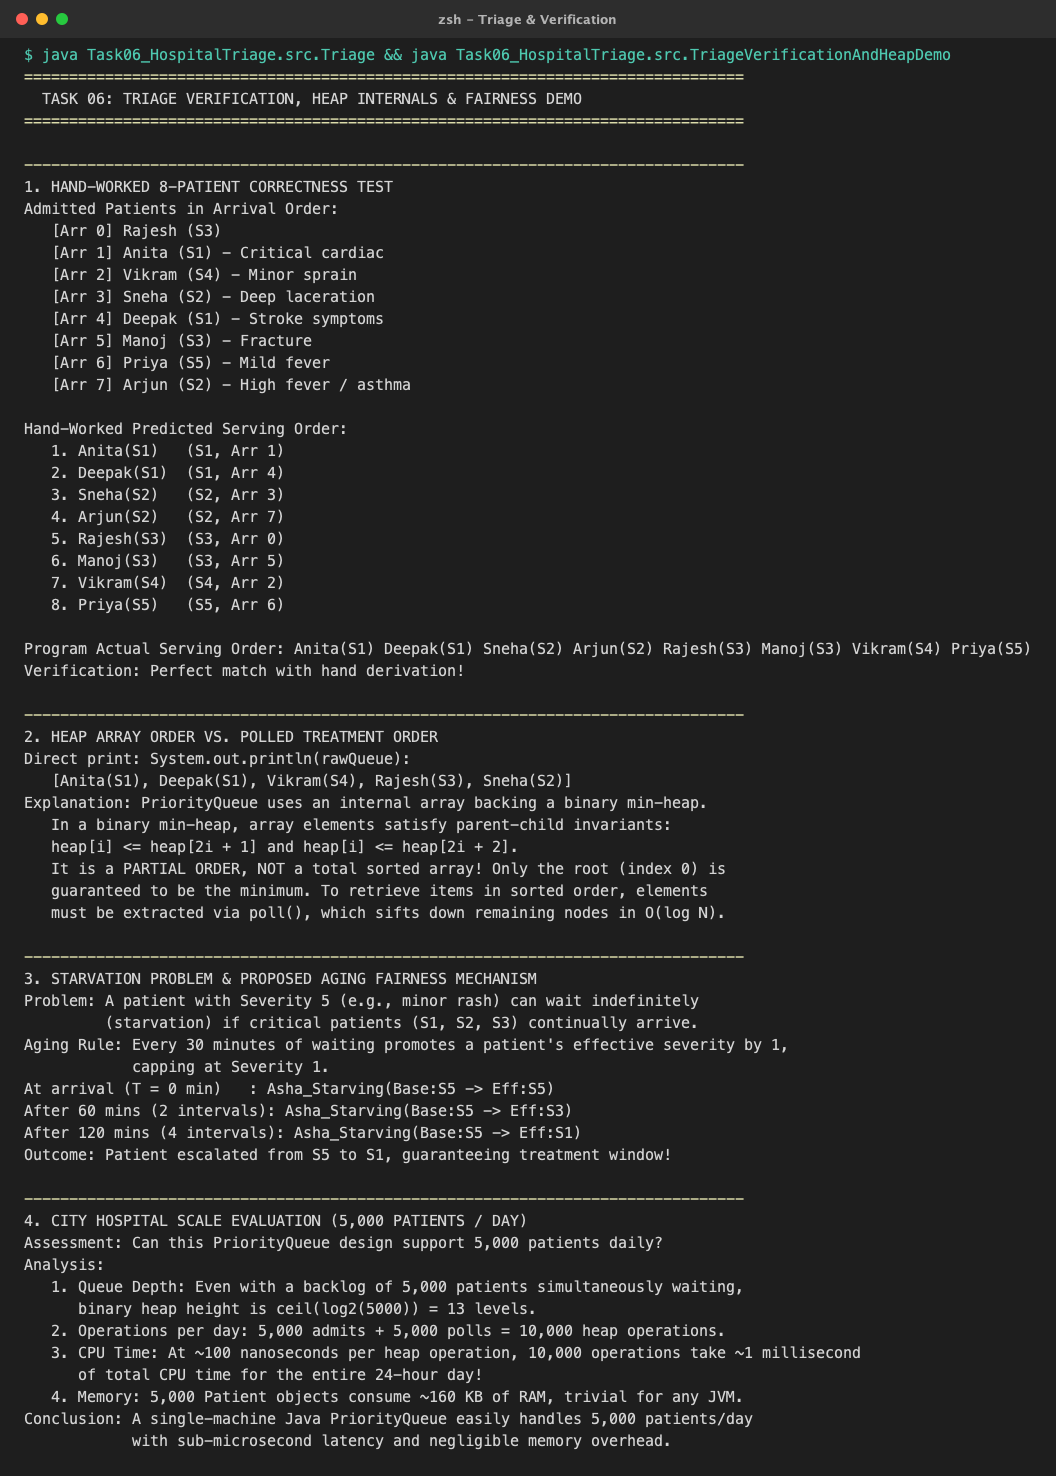 zsh – Triage & Verification
$ java Task06_HospitalTriage.src.Triage && java Task06_HospitalTriage.src.TriageVerificationAndHeapDemo
================================================================================
TASK 06: TRIAGE VERIFICATION, HEAP INTERNALS & FAIRNESS DEMO
================================================================================
--------------------------------------------------------------------------------
1. HAND-WORKED 8-PATIENT CORRECTNESS TEST
Admitted Patients in Arrival Order:
[Arr 0] Rajesh (S3)
[Arr 1] Anita (S1) - Critical cardiac
[Arr 2] Vikram (S4) - Minor sprain
[Arr 3] Sneha (S2) - Deep laceration
[Arr 4] Deepak (S1) - Stroke symptoms
[Arr 5] Manoj (S3) - Fracture
[Arr 6] Priya (S5) - Mild fever
[Arr 7] Arjun (S2) - High fever / asthma
Hand-Worked Predicted Serving Order:
1. Anita(S1)   (S1, Arr 1)
2. Deepak(S1)  (S1, Arr 4)
3. Sneha(S2)   (S2, Arr 3)
4. Arjun(S2)   (S2, Arr 7)
5. Rajesh(S3)  (S3, Arr 0)
6. Manoj(S3)   (S3, Arr 5)
7. Vikram(S4)  (S4, Arr 2)
8. Priya(S5)   (S5, Arr 6)
Program Actual Serving Order: Anita(S1) Deepak(S1) Sneha(S2) Arjun(S2) Rajesh(S3) Manoj(S3) Vikram(S4) Priya(S5)
Verification: Perfect match with hand derivation!
--------------------------------------------------------------------------------
2. HEAP ARRAY ORDER VS. POLLED TREATMENT ORDER
Direct print: System.out.println(rawQueue):
[Anita(S1), Deepak(S1), Vikram(S4), Rajesh(S3), Sneha(S2)]
Explanation: PriorityQueue uses an internal array backing a binary min-heap.
In a binary min-heap, array elements satisfy parent-child invariants:
heap[i] <= heap[2i + 1] and heap[i] <= heap[2i + 2].
It is a PARTIAL ORDER, NOT a total sorted array! Only the root (index 0) is
guaranteed to be the minimum. To retrieve items in sorted order, elements
must be extracted via poll(), which sifts down remaining nodes in O(log N).
--------------------------------------------------------------------------------
3. STARVATION PROBLEM & PROPOSED AGING FAIRNESS MECHANISM
Problem: A patient with Severity 5 (e.g., minor rash) can wait indefinitely
(starvation) if critical patients (S1, S2, S3) continually arrive.
Aging Rule: Every 30 minutes of waiting promotes a patient's effective severity by 1,
capping at Severity 1.
At arrival (T = 0 min)   : Asha_Starving(Base:S5 -> Eff:S5)
After 60 mins (2 intervals): Asha_Starving(Base:S5 -> Eff:S3)
After 120 mins (4 intervals): Asha_Starving(Base:S5 -> Eff:S1)
Outcome: Patient escalated from S5 to S1, guaranteeing treatment window!
--------------------------------------------------------------------------------
4. CITY HOSPITAL SCALE EVALUATION (5,000 PATIENTS / DAY)
Assessment: Can this PriorityQueue design support 5,000 patients daily?
Analysis:
1. Queue Depth: Even with a backlog of 5,000 patients simultaneously waiting,
binary heap height is ceil(log2(5000)) = 13 levels.
2. Operations per day: 5,000 admits + 5,000 polls = 10,000 heap operations.
3. CPU Time: At ~100 nanoseconds per heap operation, 10,000 operations take ~1 millisecond
of total CPU time for the entire 24-hour day!
4. Memory: 5,000 Patient objects consume ~160 KB of RAM, trivial for any JVM.
Conclusion: A single-machine Java PriorityQueue easily handles 5,000 patients/day
with sub-microsecond latency and negligible memory overhead.